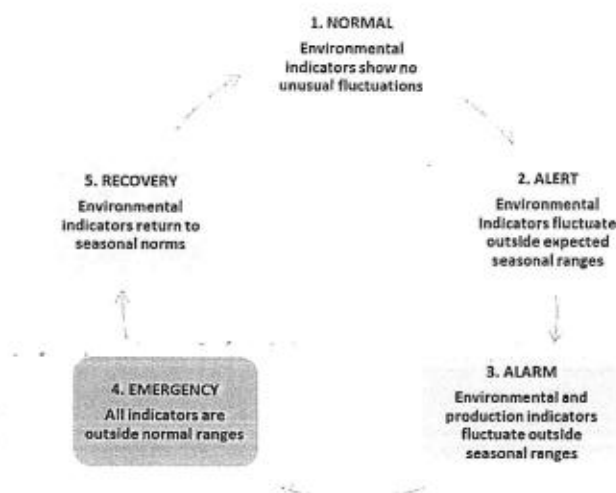 1. NORMAL
Environmental
indicators show no
unusual fluctuations
2. ALERT
Environmental
indicators fluctuate
outside expected
seasonal ranges
3. ALARM
Environmental and
production indicators
fluctuate outside
seasonal ranges
4. EMERGENCY
All indicators are
outside normal ranges
5. RECOVERY
Environmental
indicators return to
seasonal norms